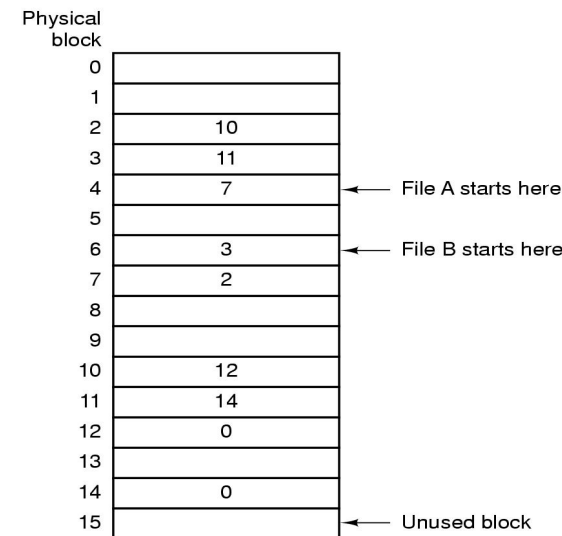 Physical
block
0
1
2 10
3 11
4 7 File A starts here
5
6 3 File B starts here
7 2
8
9
10 12
11 14
12 0
13
14 0
15 Unused block